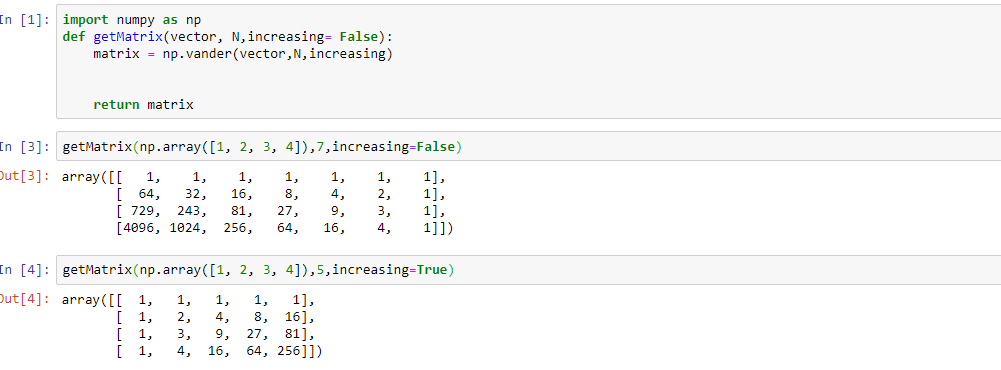 In [1]: import numpy as np
def getMatrix(vector, N,increasing= False):
    matrix = np.vander(vector,N,increasing)
    return matrix
In [3]: getMatrix(np.array([1, 2, 3, 4]),7,increasing=False)
Out[3]: array([[   1,    1,    1,    1,    1,    1,    1],
       [  64,   32,   16,    8,    4,    2,    1],
       [ 729,  243,   81,   27,    9,    3,    1],
       [4096, 1024,  256,   64,   16,    4,    1]])
In [4]: getMatrix(np.array([1, 2, 3, 4]),5,increasing=True)
Out[4]: array([[  1,   1,   1,   1,   1],
       [  1,   2,   4,   8,  16],
       [  1,   3,   9,  27,  81],
       [  1,   4,  16,  64, 256]])